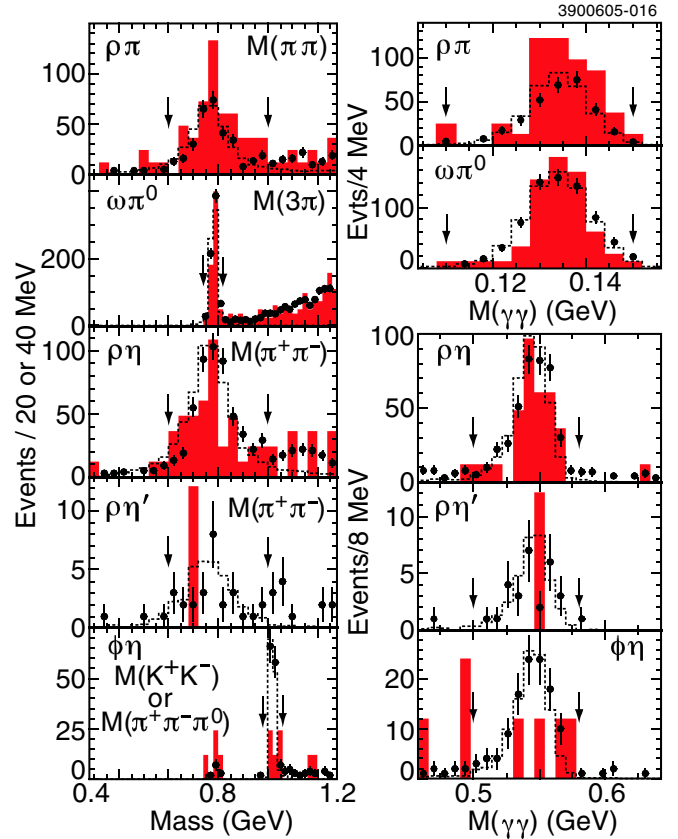 3900605-016
ρπ M(ππ)
100
50
0
ωπ⁰ M(3π)
400
200
0
ρη M(π⁺π⁻)
100
50
0
ρη′ M(π⁺π⁻)
10
5
0
ϕη
M(K⁺K⁻)
or
M(π⁺π⁻π⁰)
50
25
0
0.4 0.8 1.2
Mass (GeV)
Events / 20 or 40 MeV
ρπ
100
50
0
ωπ⁰
100
0
0.12 0.14
M(γγ) (GeV)
Evts/4 MeV
ρη
100
50
0
ρη′
10
5
0
ϕη
20
10
0
0.5 0.6
M(γγ) (GeV)
Events/8 MeV